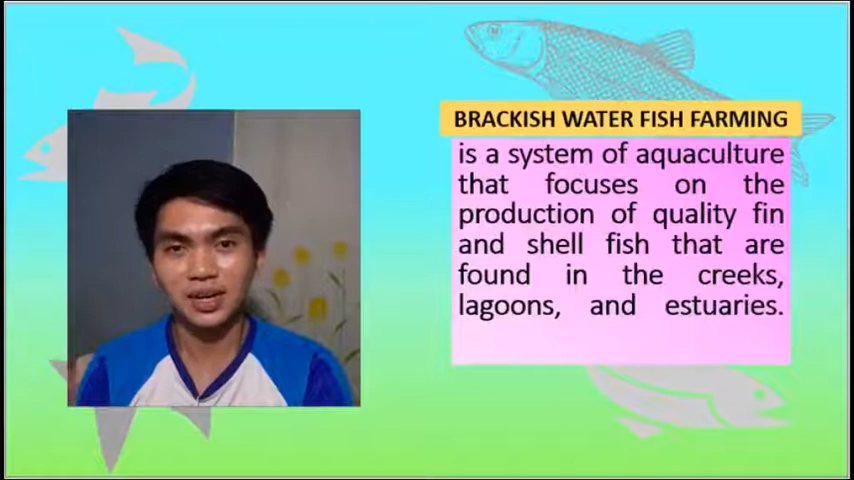 BRACKISH WATER FISH FARMING
is a system of aquaculture
that focuses on the
production of quality fin
and shell fish that are
found in the creeks,
lagoons, and estuaries.